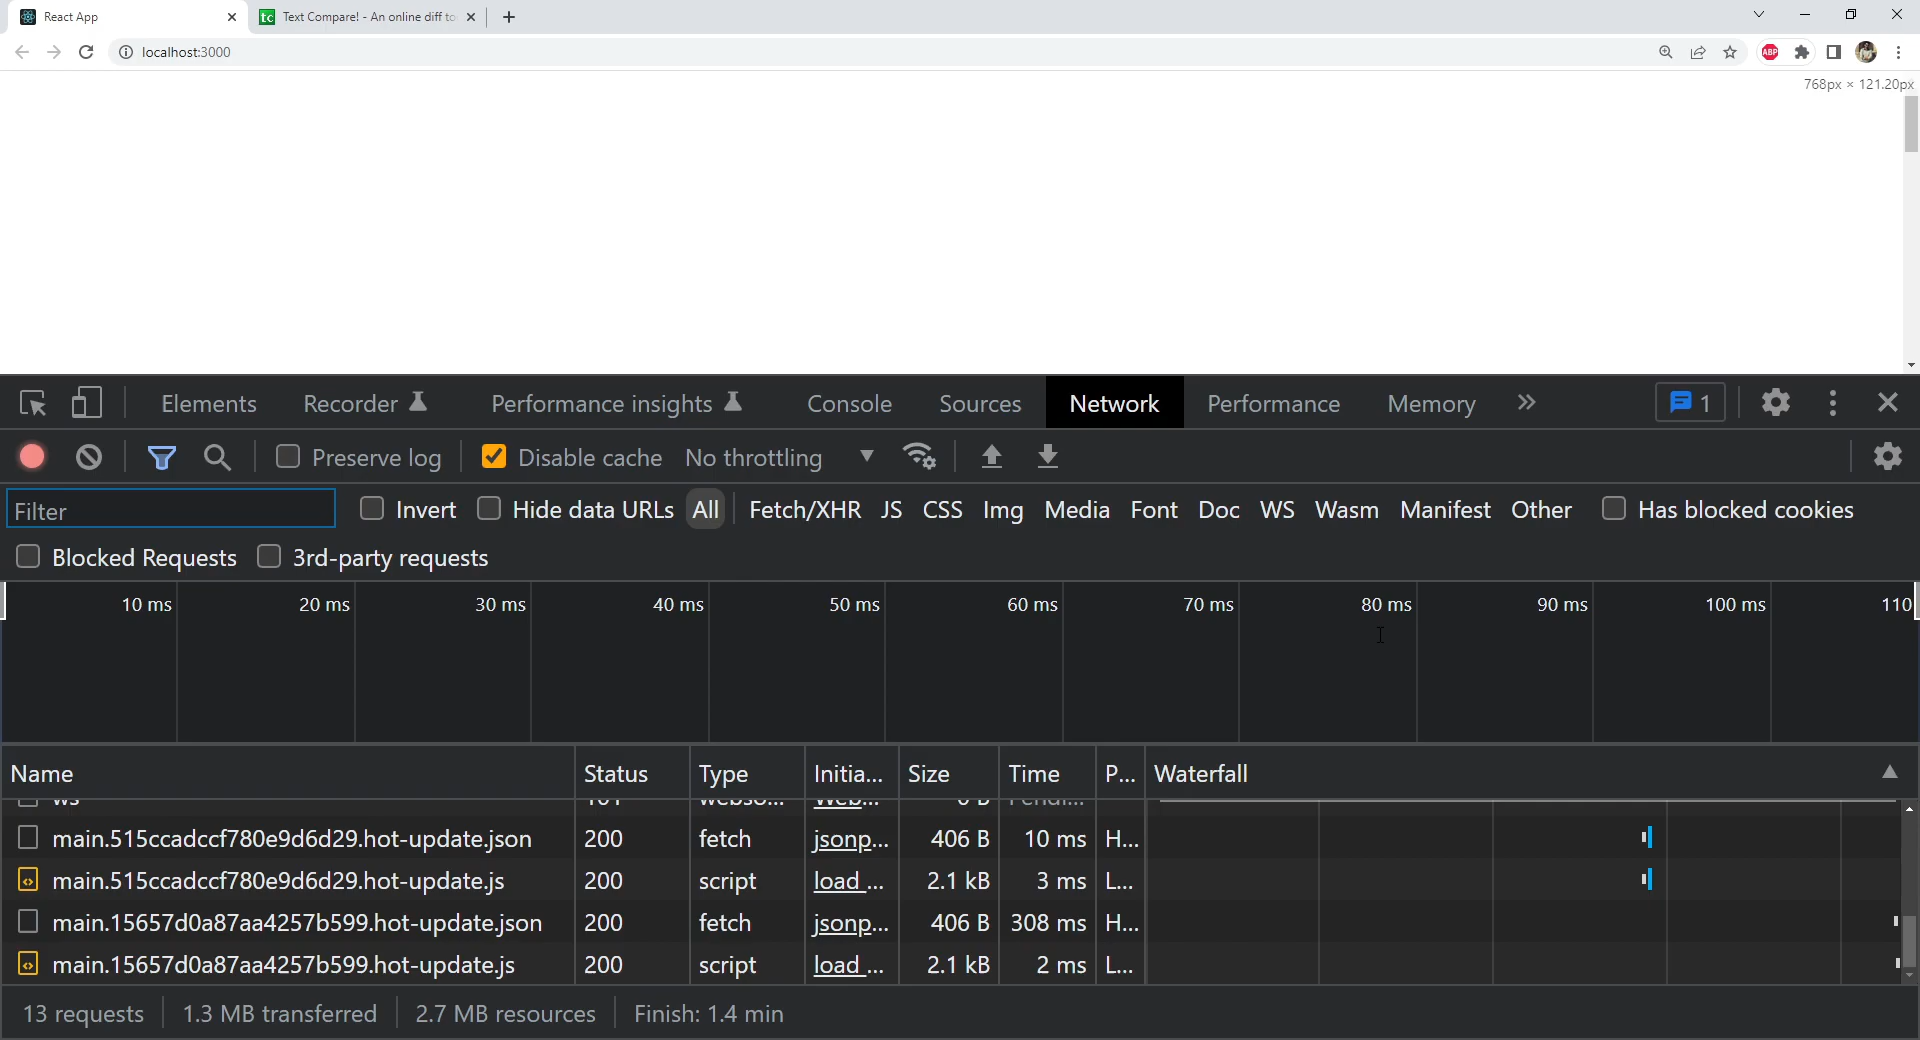 React App
Text Compare! - An online diff to
localhost:3000
ABP
768px × 121.20px
Elements Recorder Performance insights Console Sources Network Performance Memory 1
Preserve log Disable cache No throttling
Filter Invert Hide data URLs All Fetch/XHR JS CSS Img Media Font Doc WS Wasm Manifest Other Has blocked cookies
Blocked Requests 3rd-party requests
10 ms 20 ms 30 ms 40 ms 50 ms 60 ms 70 ms 80 ms 90 ms 100 ms 110
Name Status Type Initia... Size Time P... Waterfall
main.515ccadccf780e9d6d29.hot-update.json 200 fetch jsonp... 406 B 10 ms H...
main.515ccadccf780e9d6d29.hot-update.js 200 script load_... 2.1 kB 3 ms L...
main.15657d0a87aa4257b599.hot-update.json 200 fetch jsonp... 406 B 308 ms H...
main.15657d0a87aa4257b599.hot-update.js 200 script load_... 2.1 kB 2 ms L...
13 requests 1.3 MB transferred 2.7 MB resources Finish: 1.4 min